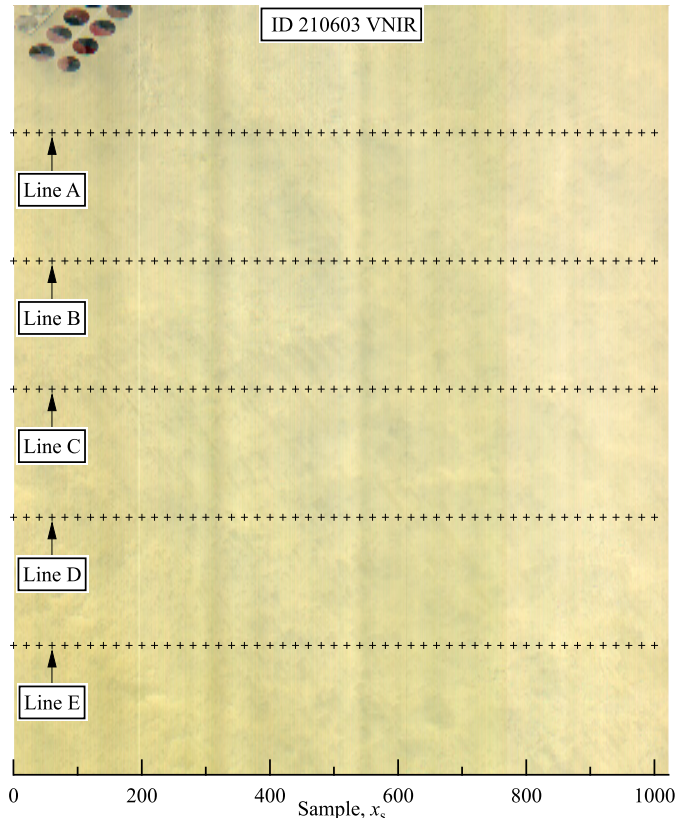 ID 210603 VNIR
Line A
Line B
Line C
Line D
Line E
0 200 400 600 800 1000
Sample, xs